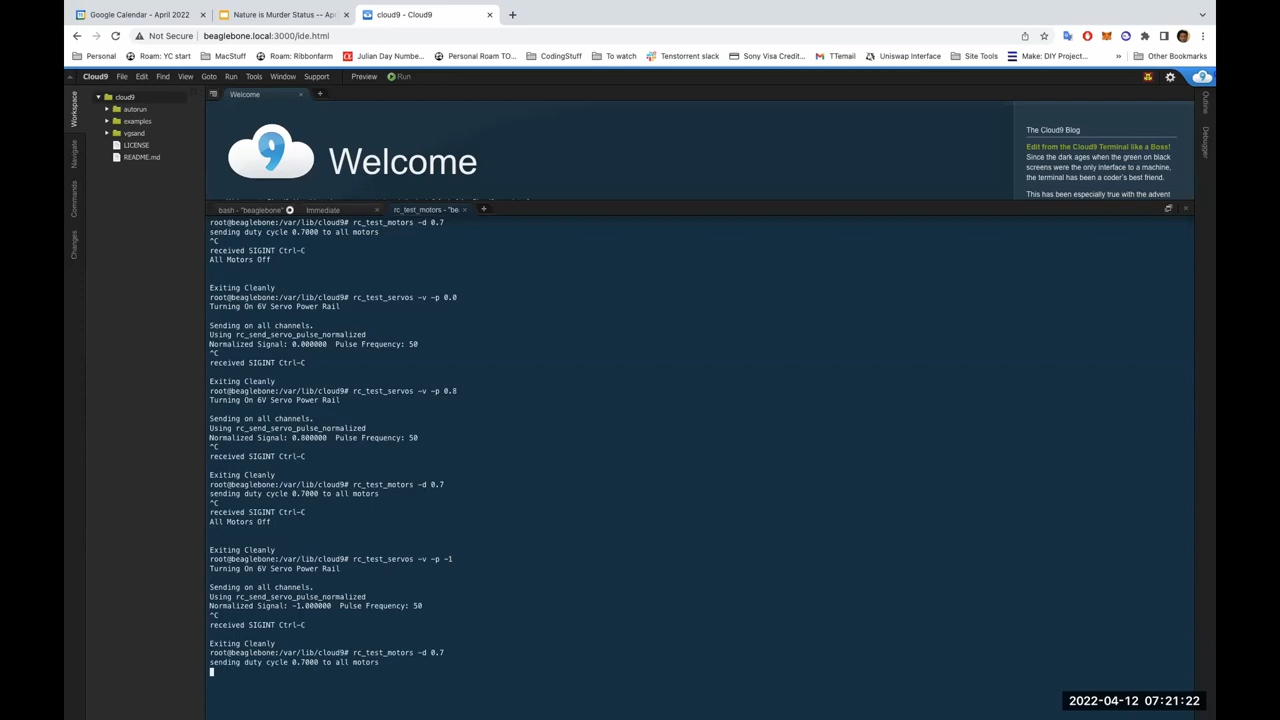 Google Calendar - April 2022
Nature is Murder Status -- Apr
cloud9 - Cloud9
Not Secure
beaglebone.local:3000/ide.html
Personal
Roam: YC start
MacStuff
Roam: Ribbonfarm
Julian Day Numbe...
Personal Roam TO...
CodingStuff
To watch
Tenstorrent slack
Sony Visa Credit...
TTemail
Uniswap Interface
Site Tools
Make: DIY Projec...
Other Bookmarks
Cloud9 File Edit Find View Goto Run Tools Window Support Preview Run
Workspace
Navigate
Commands
Changes
cloud9
autorun
examples
vgsand
LICENSE
README.md
Welcome
9
Welcome
The Cloud9 Blog
Edit from the Cloud9 Terminal like a Boss!
Since the dark ages when the green on black
screens were the only interface to a machine,
the terminal has been a coder's best friend.
This has been especially true with the advent
Outline
Debugger
bash - "beaglebone"
Immediate
rc_test_motors - "be
root@beaglebone:/var/lib/cloud9# rc_test_motors -d 0.7
sending duty cycle 0.7000 to all motors
^C
received SIGINT Ctrl-C
All Motors Off
Exiting Cleanly
root@beaglebone:/var/lib/cloud9# rc_test_servos -v -p 0.0
Turning On 6V Servo Power Rail
Sending on all channels.
Using rc_send_servo_pulse_normalized
Normalized Signal: 0.000000  Pulse Frequency: 50
^C
received SIGINT Ctrl-C
Exiting Cleanly
root@beaglebone:/var/lib/cloud9# rc_test_servos -v -p 0.8
Turning On 6V Servo Power Rail
Sending on all channels.
Using rc_send_servo_pulse_normalized
Normalized Signal: 0.800000  Pulse Frequency: 50
^C
received SIGINT Ctrl-C
Exiting Cleanly
root@beaglebone:/var/lib/cloud9# rc_test_motors -d 0.7
sending duty cycle 0.7000 to all motors
^C
received SIGINT Ctrl-C
All Motors Off
Exiting Cleanly
root@beaglebone:/var/lib/cloud9# rc_test_servos -v -p -1
Turning On 6V Servo Power Rail
Sending on all channels.
Using rc_send_servo_pulse_normalized
Normalized Signal: -1.000000  Pulse Frequency: 50
^C
received SIGINT Ctrl-C
Exiting Cleanly
root@beaglebone:/var/lib/cloud9# rc_test_motors -d 0.7
sending duty cycle 0.7000 to all motors
2022-04-12 07:21:22